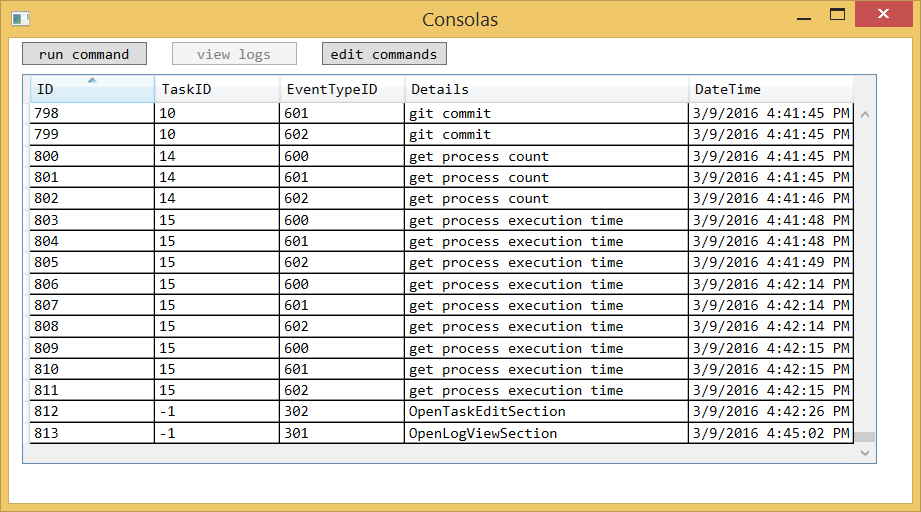 Consolas
run command view logs edit commands
ID TaskID EventTypeID Details DateTime
798 10 601 git commit 3/9/2016 4:41:45 PM
799 10 602 git commit 3/9/2016 4:41:45 PM
800 14 600 get process count 3/9/2016 4:41:45 PM
801 14 601 get process count 3/9/2016 4:41:45 PM
802 14 602 get process count 3/9/2016 4:41:46 PM
803 15 600 get process execution time 3/9/2016 4:41:48 PM
804 15 601 get process execution time 3/9/2016 4:41:48 PM
805 15 602 get process execution time 3/9/2016 4:41:49 PM
806 15 600 get process execution time 3/9/2016 4:42:14 PM
807 15 601 get process execution time 3/9/2016 4:42:14 PM
808 15 602 get process execution time 3/9/2016 4:42:14 PM
809 15 600 get process execution time 3/9/2016 4:42:15 PM
810 15 601 get process execution time 3/9/2016 4:42:15 PM
811 15 602 get process execution time 3/9/2016 4:42:15 PM
812 -1 302 OpenTaskEditSection 3/9/2016 4:42:26 PM
813 -1 301 OpenLogViewSection 3/9/2016 4:45:02 PM